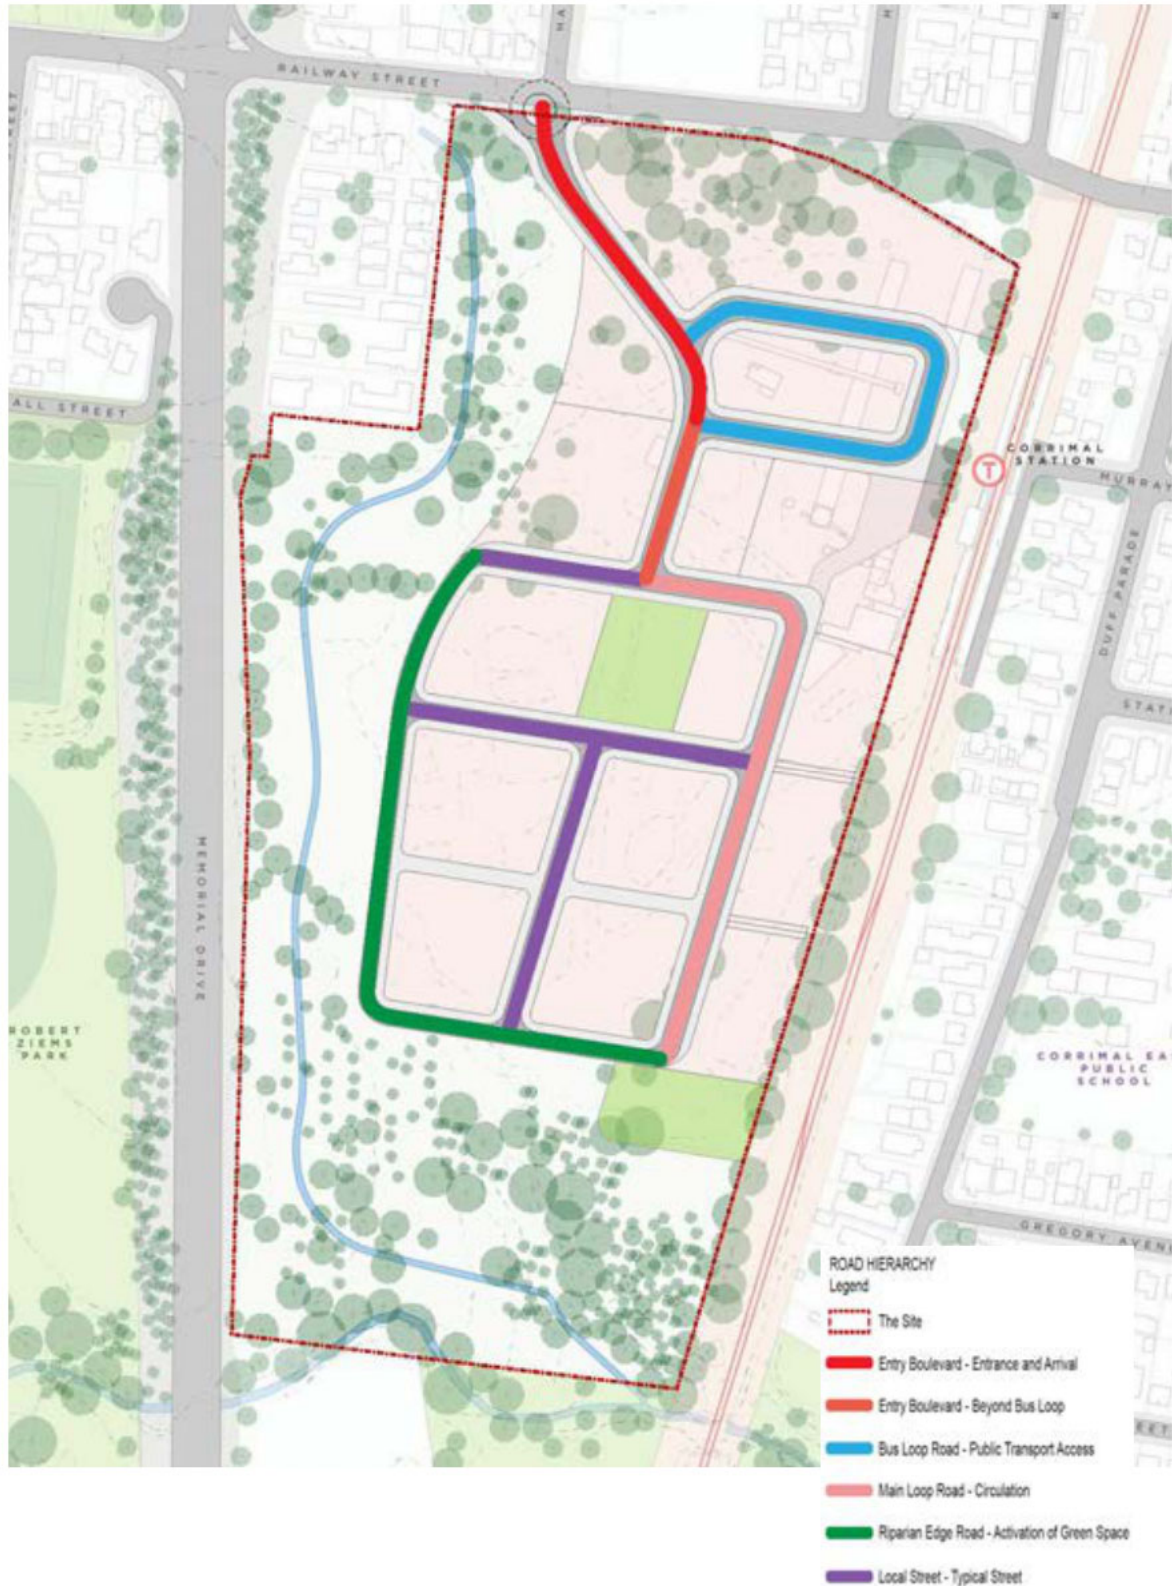 RAILWAY STREET
ALL STREET
CORRIMAL
STATION
T
MURRAY
DUFF PARADE
STATI
MEMORIAL DRIVE
ROBERT
ZIEMS
PARK
CORRIMAL EA
PUBLIC
SCHOOL
GREGORY AVEN
ROAD HIERARCHY
Legend
The Site
Entry Boulevard - Entrance and Arrival
Entry Boulevard - Beyond Bus Loop
Bus Loop Road - Public Transport Access
Main Loop Road - Circulation
Riparian Edge Road - Activation of Green Space
Local Street - Typical Street